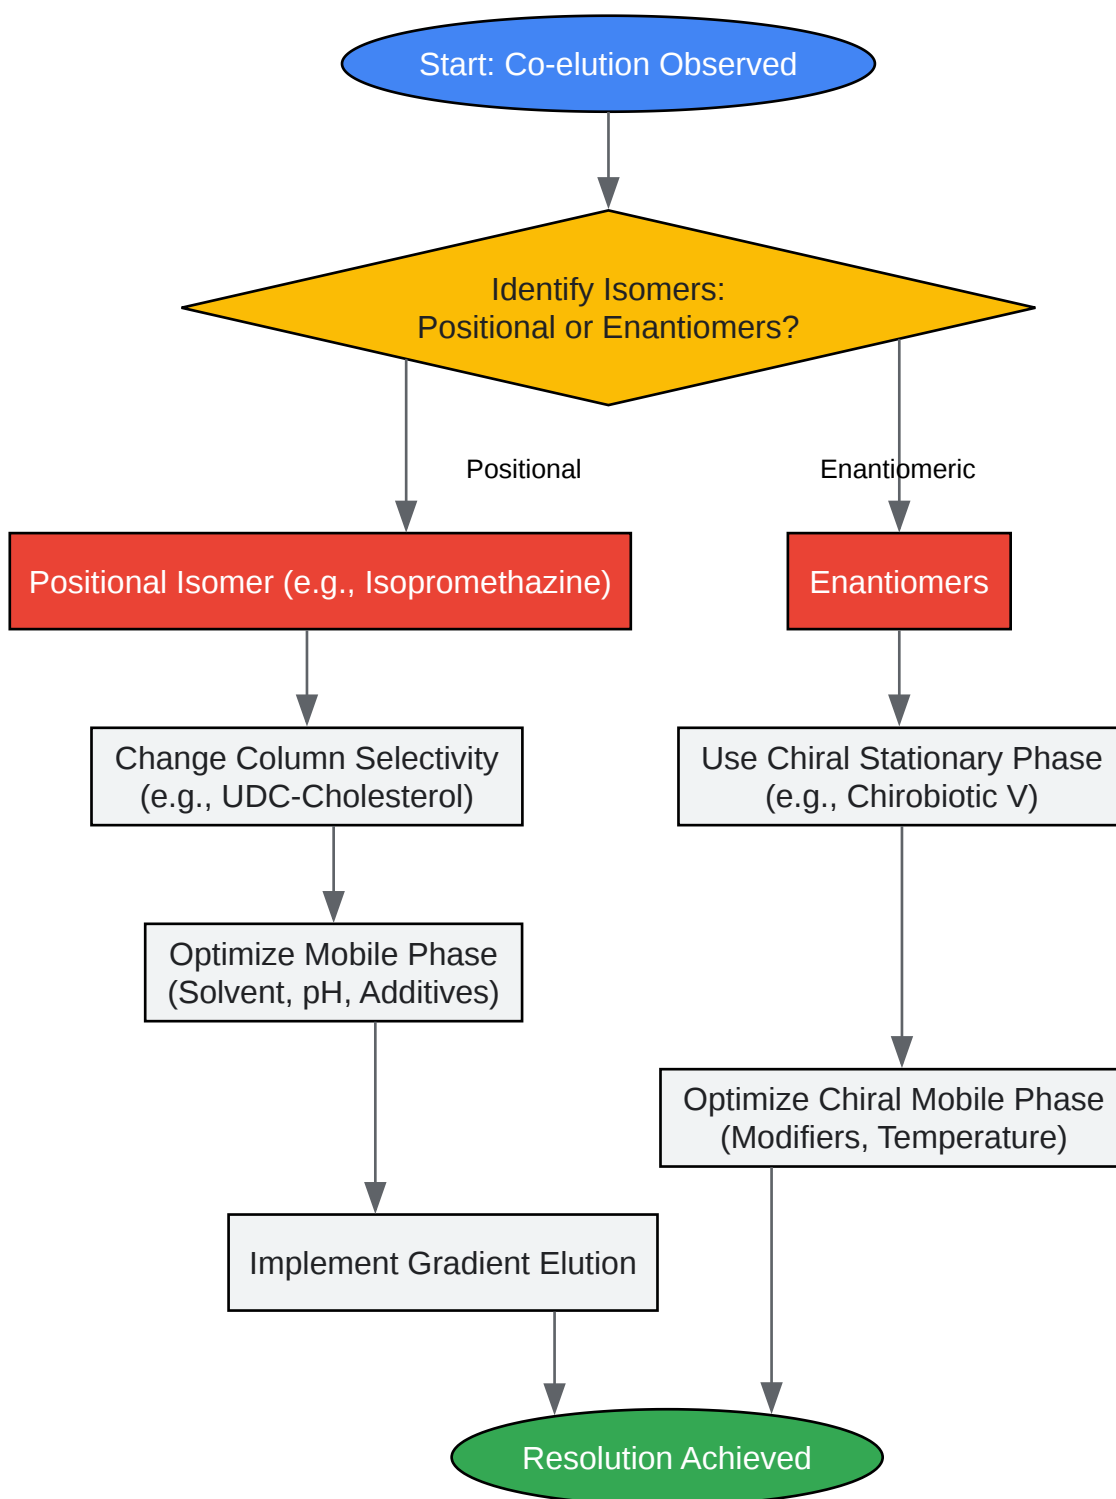 Start: Co-elution Observed
Identify Isomers:
Positional or Enantiomers?
Positional
Enantiomeric
Positional Isomer (e.g., Isopromethazine)
Enantiomers
Change Column Selectivity
(e.g., UDC-Cholesterol)
Use Chiral Stationary Phase
(e.g., Chirobiotic V)
Optimize Mobile Phase
(Solvent, pH, Additives)
Optimize Chiral Mobile Phase
(Modifiers, Temperature)
Implement Gradient Elution
Resolution Achieved